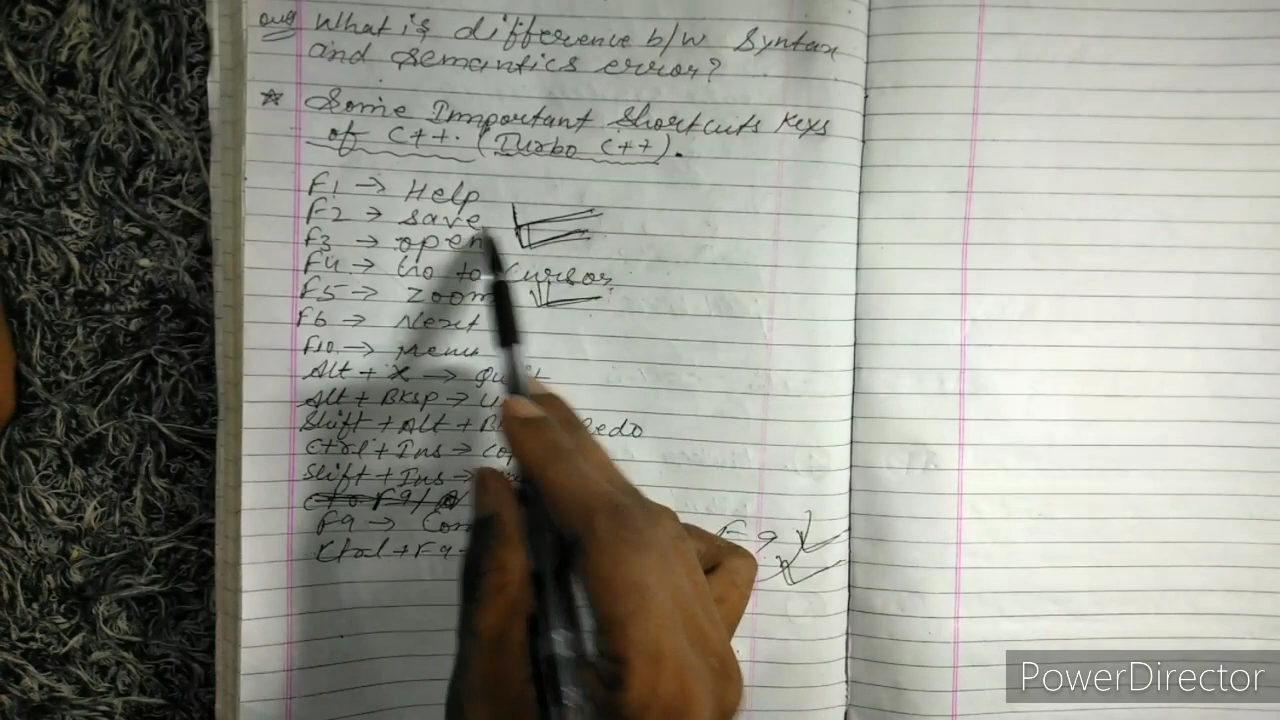 Que What is difference b/w Syntax
and Semantics error?
* Some Important Shortcuts Keys
of C++. (Turbo C++).
F1 → Help
F2 → Save
F3 → open
F4 → Go to Cursor
F5 → Zoom
F6 → Next
F10 → Menu
Alt + X → Quit
Alt + BKSP →
Shift + Alt + Redo
Ctrl + Ins →
Shift + Ins →
F9 →
Ctrl + F9
F9
PowerDirector